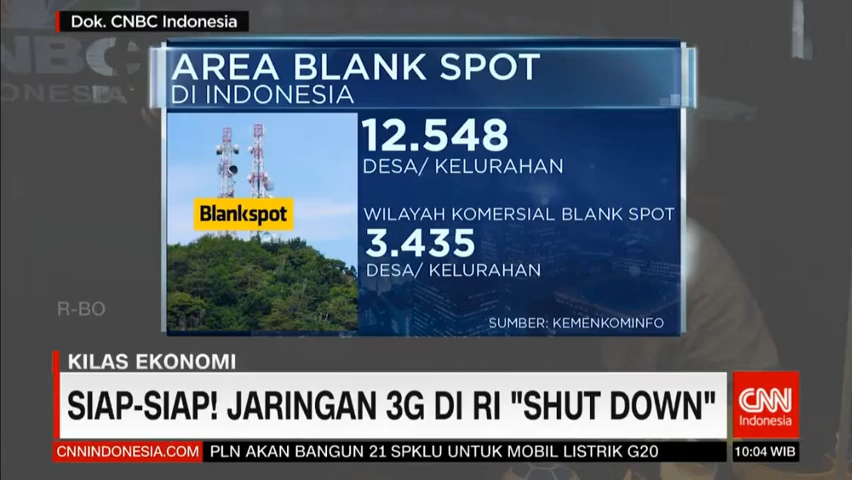 Dok. CNBC Indonesia
NBC
ONESIA
AREA BLANK SPOT
DI INDONESIA
12.548
DESA/ KELURAHAN
Blankspot
WILAYAH KOMERSIAL BLANK SPOT
3.435
DESA/ KELURAHAN
R-BO
SUMBER: KEMENKOMINFO
KILAS EKONOMI
SIAP-SIAP! JARINGAN 3G DI RI "SHUT DOWN"
CNN
Indonesia
CNNINDONESIA.COM
PLN AKAN BANGUN 21 SPKLU UNTUK MOBIL LISTRIK G20
10:04 WIB